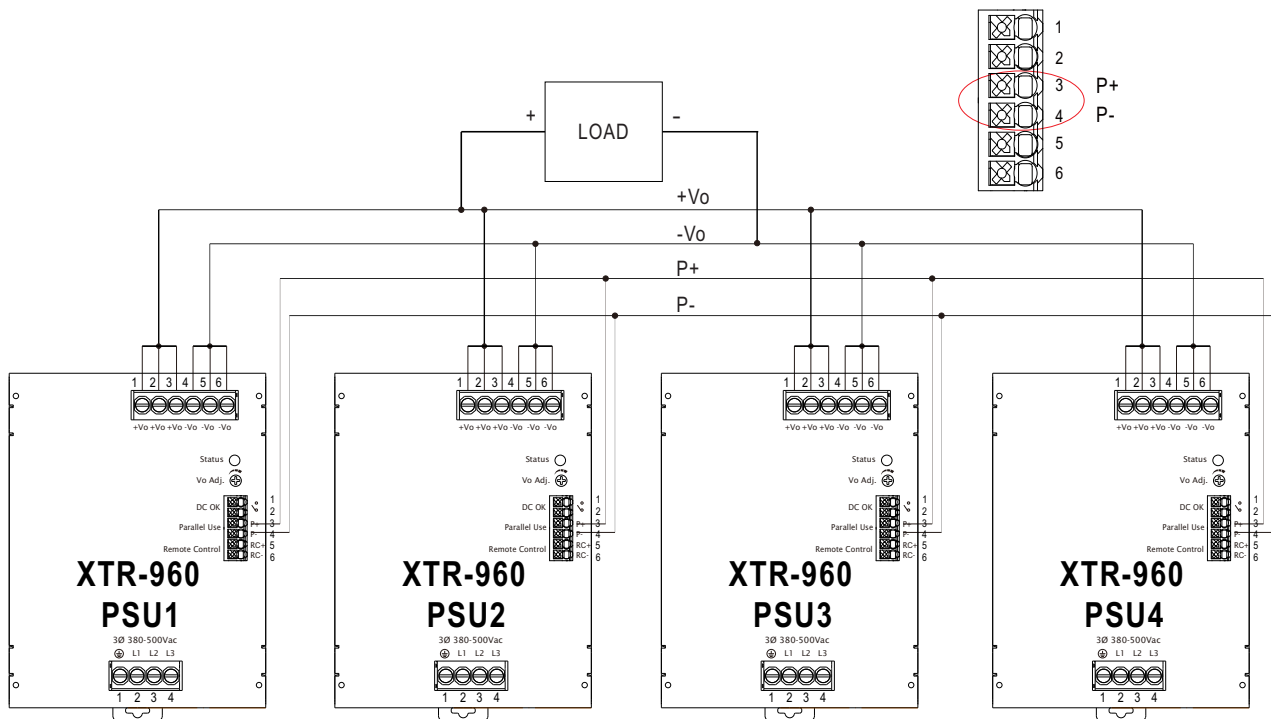 1
2
3 P+
4 P-
5
6
+ LOAD -
+Vo
-Vo
P+
P-
1 2 3 4 5 6
+Vo +Vo +Vo -Vo -Vo -Vo
Status
Vo Adj.
DC OK
1
2
Parallel Use
P+ 3
P- 4
Remote Control
RC+ 5
RC- 6
XTR-960
PSU1
3Ø 380-500Vac
L1 L2 L3
1 2 3 4
1 2 3 4 5 6
+Vo +Vo +Vo -Vo -Vo -Vo
Status
Vo Adj.
DC OK
1
2
Parallel Use
P+ 3
P- 4
Remote Control
RC+ 5
RC- 6
XTR-960
PSU2
3Ø 380-500Vac
L1 L2 L3
1 2 3 4
1 2 3 4 5 6
+Vo +Vo +Vo -Vo -Vo -Vo
Status
Vo Adj.
DC OK
1
2
Parallel Use
P+ 3
P- 4
Remote Control
RC+ 5
RC- 6
XTR-960
PSU3
3Ø 380-500Vac
L1 L2 L3
1 2 3 4
1 2 3 4 5 6
+Vo +Vo +Vo -Vo -Vo -Vo
Status
Vo Adj.
DC OK
1
2
Parallel Use
P+ 3
P- 4
Remote Control
RC+ 5
RC- 6
XTR-960
PSU4
3Ø 380-500Vac
L1 L2 L3
1 2 3 4